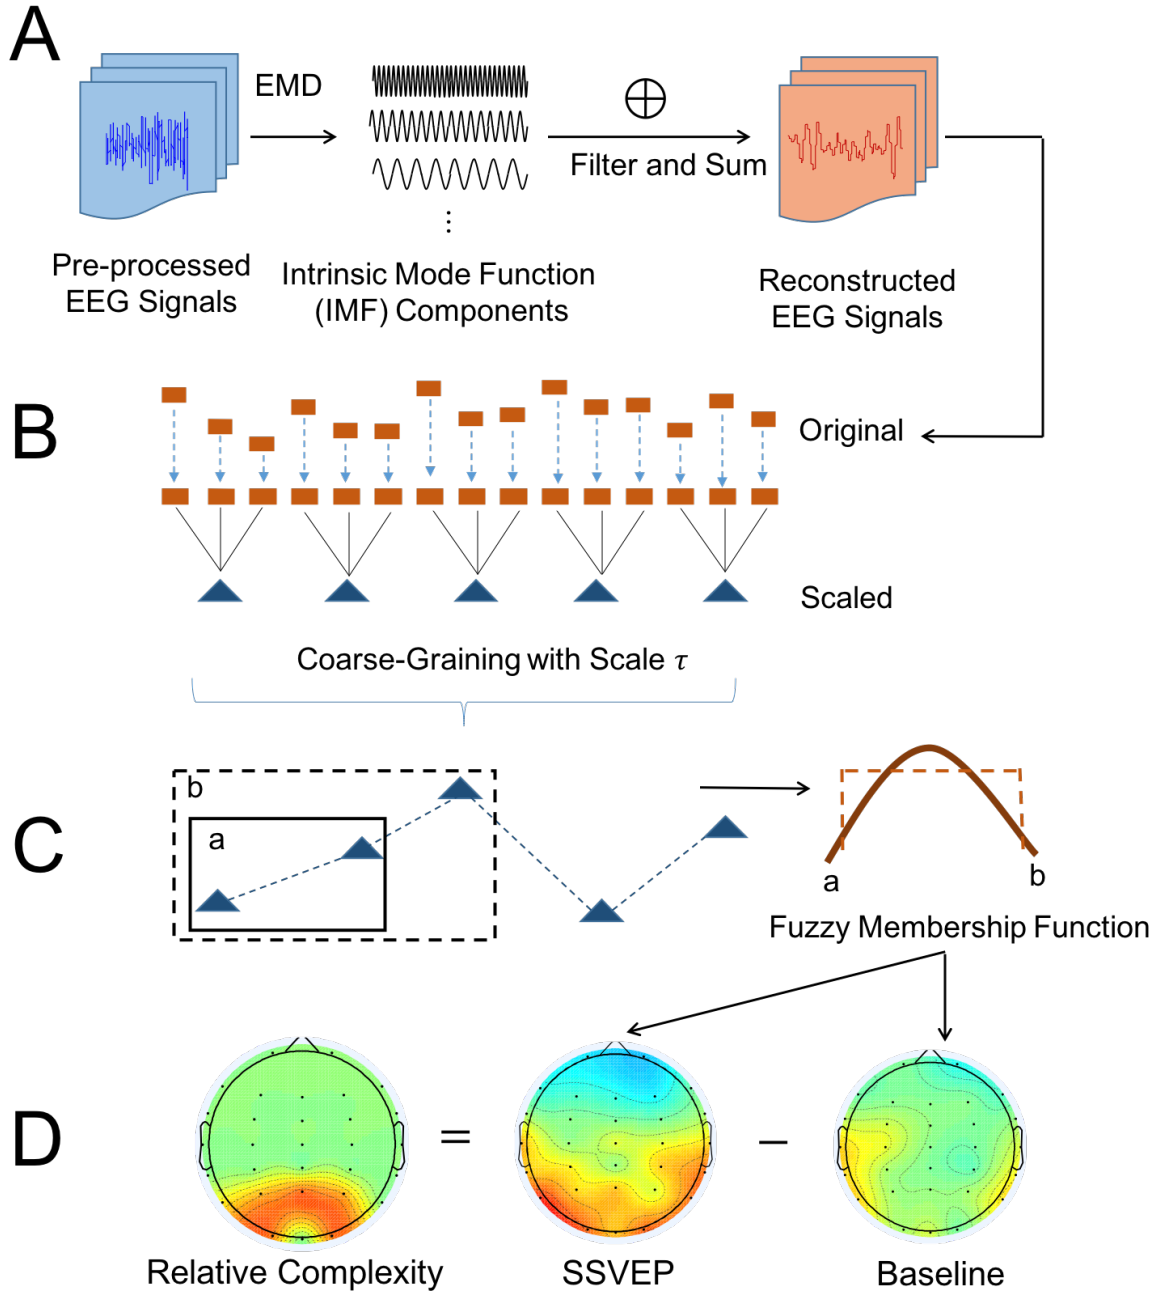 A
EMD
Filter and Sum
Pre-processed
EEG Signals
Intrinsic Mode Function
(IMF) Components
Reconstructed
EEG Signals
B
Original
Scaled
Coarse-Graining with Scale τ
C
b
a
a
b
Fuzzy Membership Function
D
=
−
Relative Complexity
SSVEP
Baseline